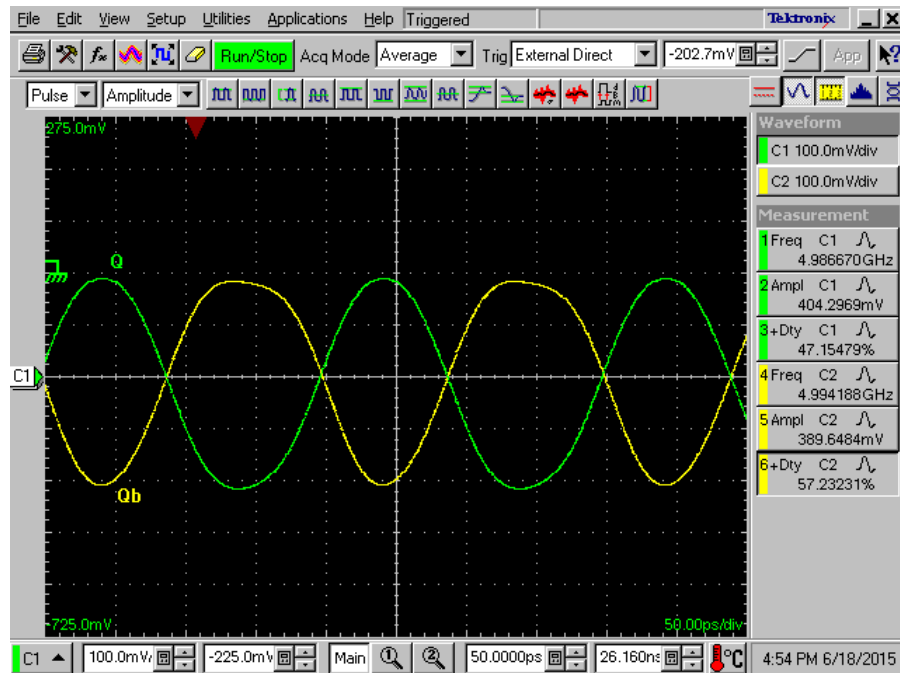 File Edit View Setup Utilities Applications Help Triggered Tektronix
Run/Stop Acq Mode Average Trig External Direct -202.7mV App
Pulse Amplitude
275.0mV
Waveform
C1 100.0mV/div
C2 100.0mV/div
Measurement
1 Freq C1
4.986670GHz
2 Ampl C1
404.2969mV
3 +Dty C1
47.15479%
4 Freq C2
4.994188GHz
5 Ampl C2
389.6484mV
6 +Dty C2
57.23231%
Q
C1
Qb
-725.0mV 50.00ps/div
C1 100.0mV/ -225.0mV Main 1 2 50.0000ps 26.160ns °C 4:54 PM 6/18/2015